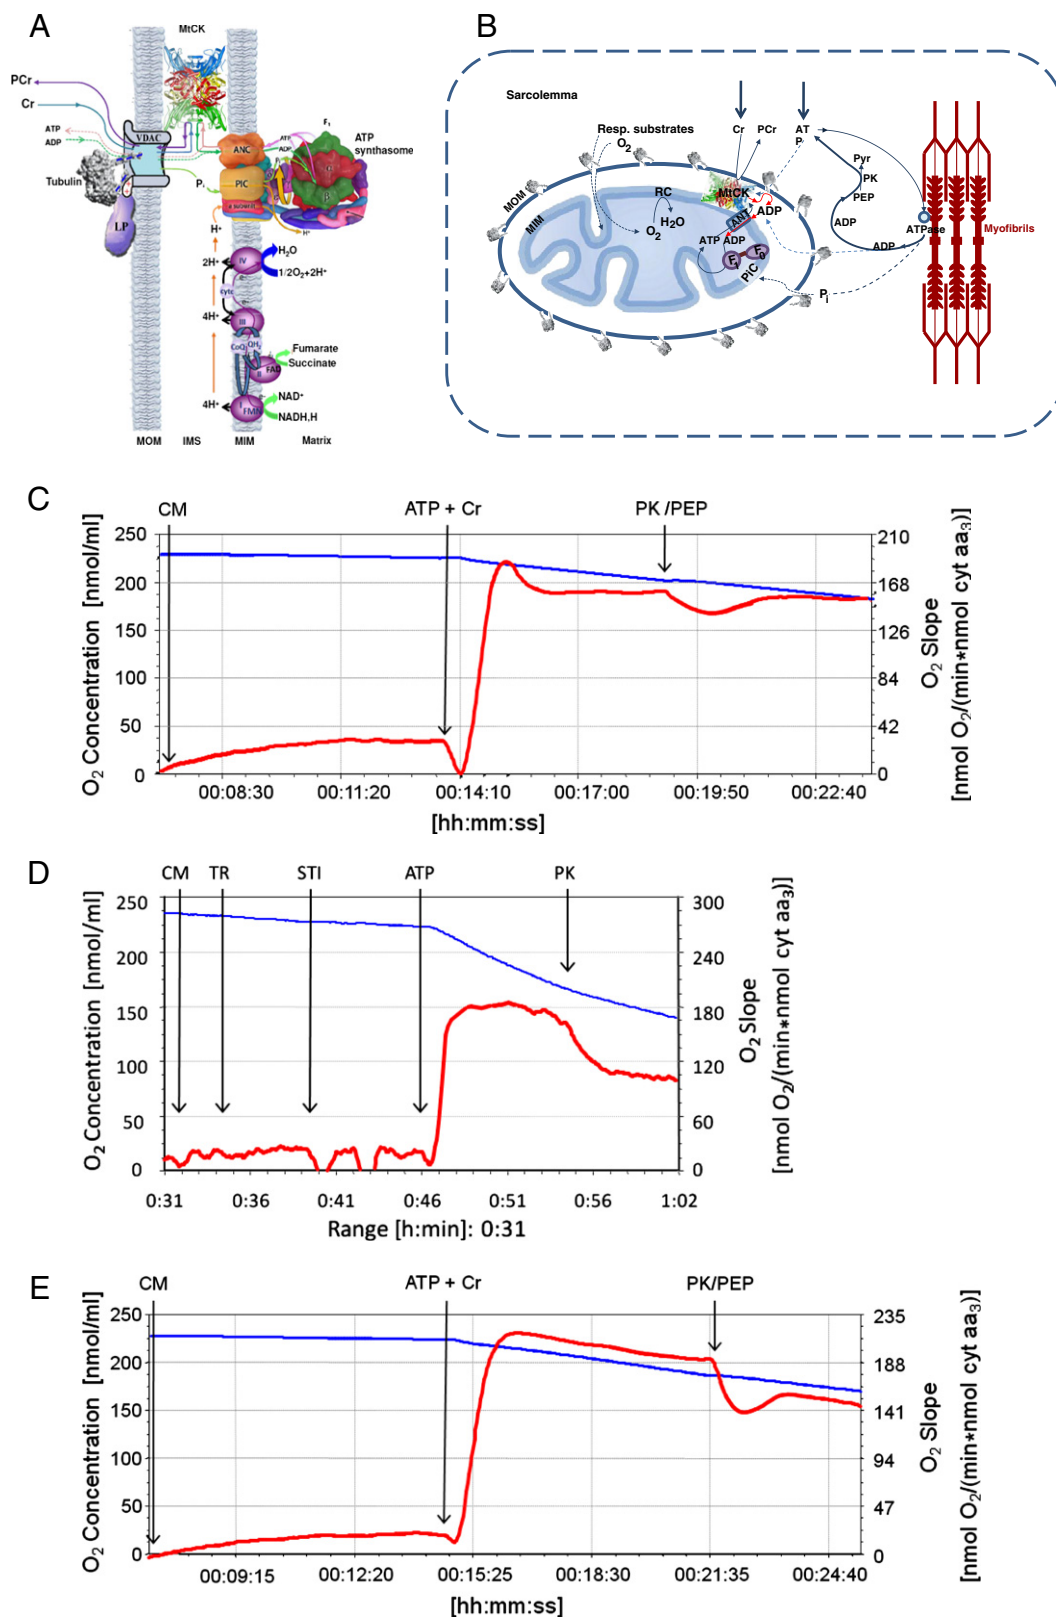 A
MtCK
PCr
Cr
ATP
ADP
VDAC
Tubulin
LP
ANC
PIC
ATP
ADP
Pi
F1
ATP
synthasome
H+
H+
2H+
IV
H2O
1/2O2+2H+
cytc
4H+
III
CoQ
QH2
II
FAD
Fumarate
Succinate
4H+
I
FMN
NAD+
NADH,H
MOM
IMS
MIM
Matrix
B
Sarcolemma
Resp. substrates
O2
Cr
PCr
AT
P
MOM
MIM
RC
H2O
O2
MtCK
ANT
ADP
ATP ADP
F1
F0
PiC
Pi
Pyr
PK
PEP
ADP
ADP
ATPase
Myofibrils
C
CM
ATP + Cr
PK /PEP
O2 Concentration [nmol/ml]
250
200
150
100
50
0
210
168
126
84
42
0
O2 Slope
[nmol O2/(min*nmol cyt aa3)]
00:08:30
00:11:20
00:14:10
00:17:00
00:19:50
00:22:40
[hh:mm:ss]
D
CM
TR
STI
ATP
PK
O2 Concentration [nmol/ml]
250
200
150
100
50
0
300
240
180
120
60
0
O2 Slope
[nmol O2/(min*nmol cyt aa3)]
0:31
0:36
0:41
0:46
0:51
0:56
1:02
Range [h:min]: 0:31
E
CM
ATP + Cr
PK/PEP
O2 Concentration [nmol/ml]
250
200
150
100
50
0
235
188
141
94
47
0
O2 Slope
[nmol O2/(min*nmol cyt aa3)]
00:09:15
00:12:20
00:15:25
00:18:30
00:21:35
00:24:40
[hh:mm:ss]